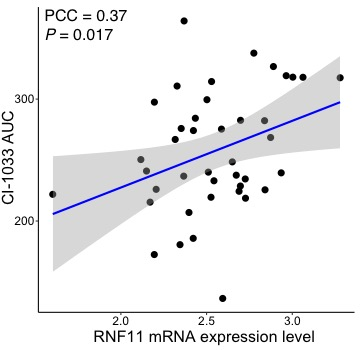 PCC = 0.37
P = 0.017
CI-1033 AUC
300
200
2.0 2.5 3.0
RNF11 mRNA expression level